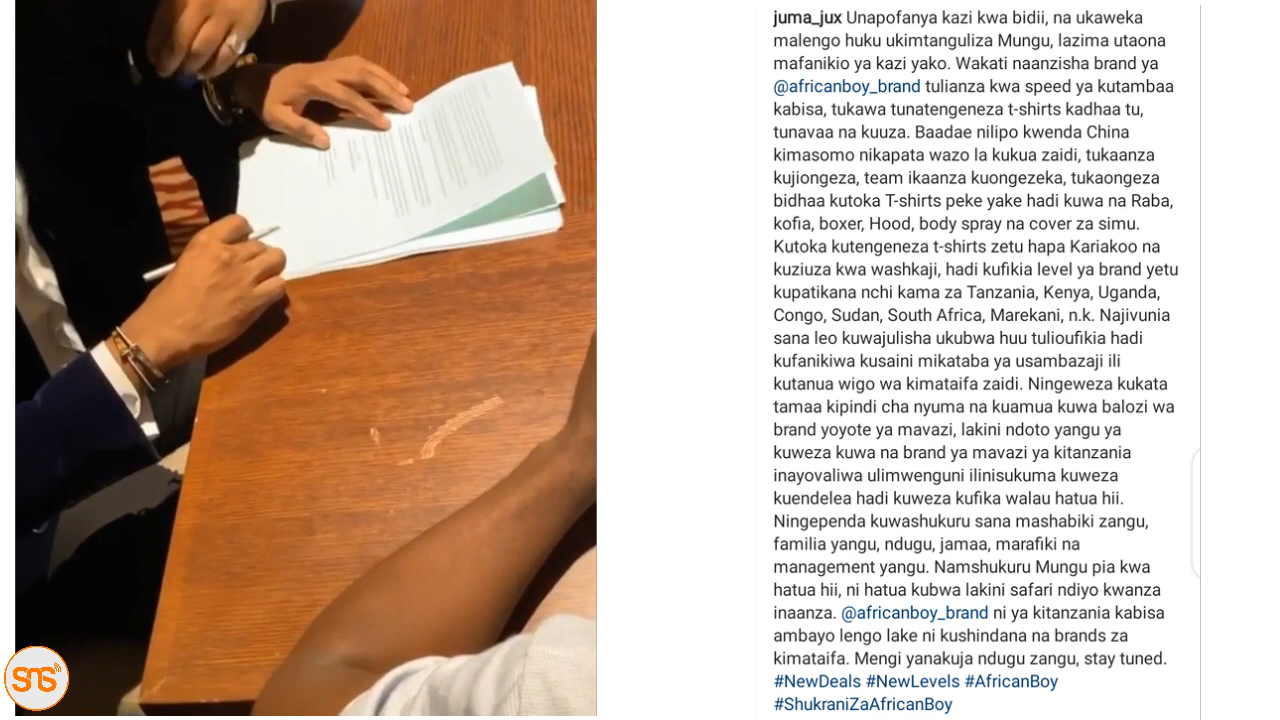 juma_jux Unapofanya kazi kwa bidii, na ukaweka
malengo huku ukimtanguliza Mungu, lazima utaona
mafanikio ya kazi yako. Wakati naanzisha brand ya
@africanboy_brand tulianza kwa speed ya kutambaa
kabisa, tukawa tunatengeneza t-shirts kadhaa tu,
tunavaa na kuuza. Baadae nilipo kwenda China
kimasomo nikapata wazo la kukua zaidi, tukaanza
kujiongeza, team ikaanza kuongezeka, tukaongeza
bidhaa kutoka T-shirts peke yake hadi kuwa na Raba,
kofia, boxer, Hood, body spray na cover za simu.
Kutoka kutengeneza t-shirts zetu hapa Kariakoo na
kuziuza kwa washkaji, hadi kufikia level ya brand yetu
kupatikana nchi kama za Tanzania, Kenya, Uganda,
Congo, Sudan, South Africa, Marekani, n.k. Najivunia
sana leo kuwajulisha ukubwa huu tulioufikia hadi
kufanikiwa kusaini mikataba ya usambazaji ili
kutanua wigo wa kimataifa zaidi. Ningeweza kukata
tamaa kipindi cha nyuma na kuamua kuwa balozi wa
brand yoyote ya mavazi, lakini ndoto yangu ya
kuweza kuwa na brand ya mavazi ya kitanzania
inayovaliwa ulimwenguni ilinisukuma kuweza
kuendelea hadi kuweza kufika walau hatua hii.
Ningependa kuwashukuru sana mashabiki zangu,
familia yangu, ndugu, jamaa, marafiki na
management yangu. Namshukuru Mungu pia kwa
hatua hii, ni hatua kubwa lakini safari ndiyo kwanza
inaanza. @africanboy_brand ni ya kitanzania kabisa
ambayo lengo lake ni kushindana na brands za
kimataifa. Mengi yanakuja ndugu zangu, stay tuned.
#NewDeals #NewLevels #AfricanBoy
#ShukraniZaAfricanBoy
SNS